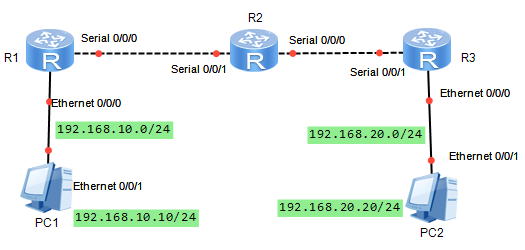 R2
Serial 0/0/0
Serial 0/0/0
R1
R
R
R
R3
Serial 0/0/1
Serial 0/0/1
Ethernet 0/0/0
Ethernet 0/0/0
192.168.10.0/24
192.168.20.0/24
Ethernet 0/0/1
Ethernet 0/0/1
PC1
192.168.10.10/24
192.168.20.20/24
PC2